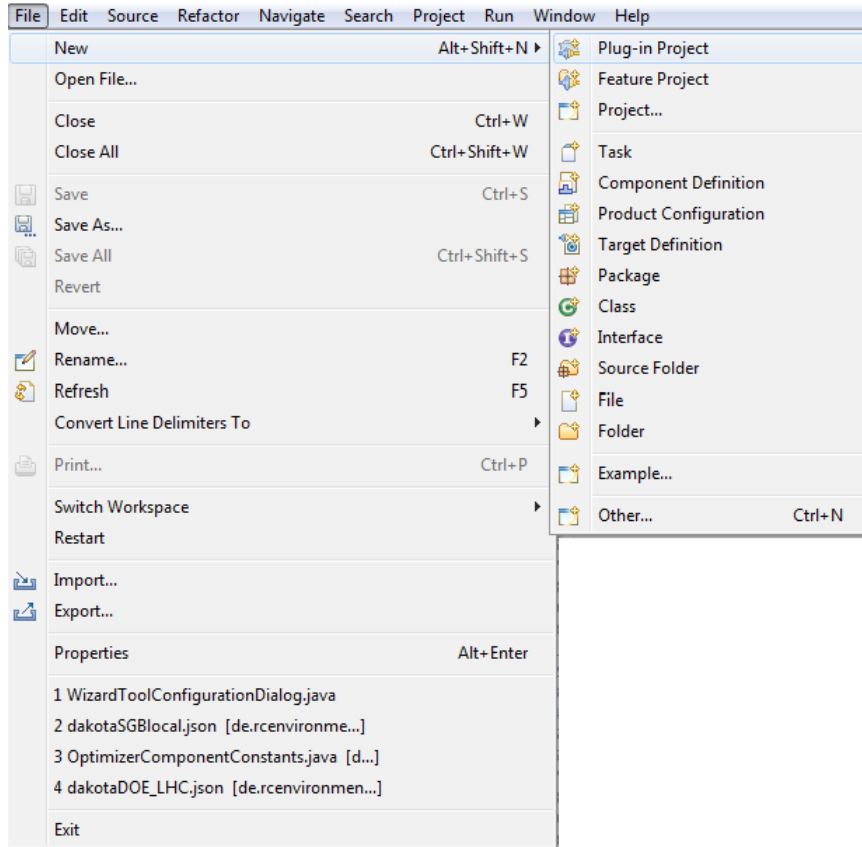 File Edit Source Refactor Navigate Search Project Run Window Help
New Alt+Shift+N
Open File...
Close Ctrl+W
Close All Ctrl+Shift+W
Save Ctrl+S
Save As...
Save All Ctrl+Shift+S
Revert
Move...
Rename... F2
Refresh F5
Convert Line Delimiters To
Print... Ctrl+P
Switch Workspace
Restart
Import...
Export...
Properties Alt+Enter
1 WizardToolConfigurationDialog.java
2 dakotaSGBlocal.json [de.rcenvironme...]
3 OptimizerComponentConstants.java [d...]
4 dakotaDOE_LHC.json [de.rcenvironmen...]
Exit
Plug-in Project
Feature Project
Project...
Task
Component Definition
Product Configuration
Target Definition
Package
Class
Interface
Source Folder
File
Folder
Example...
Other... Ctrl+N